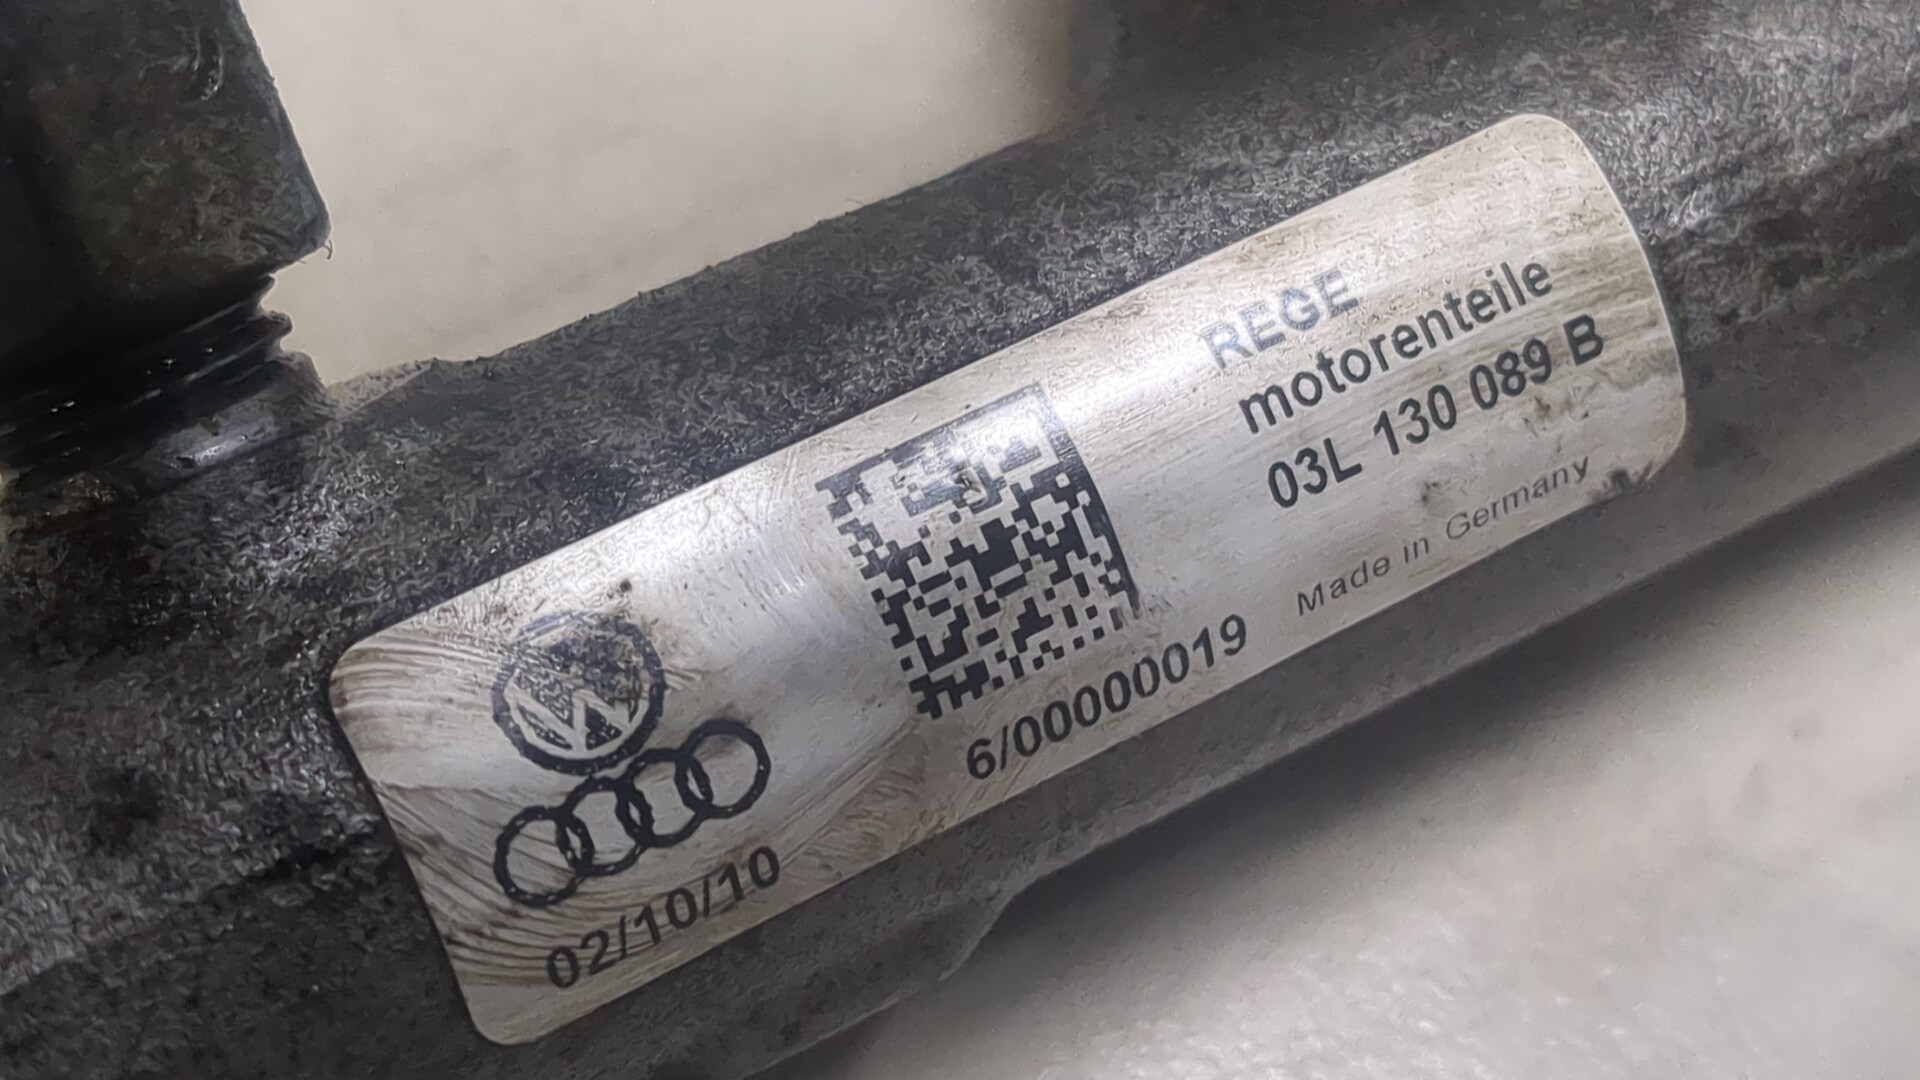 REGE
motorenteile
03L 130 089 B
Made in Germany
6/00000019
02/10/10